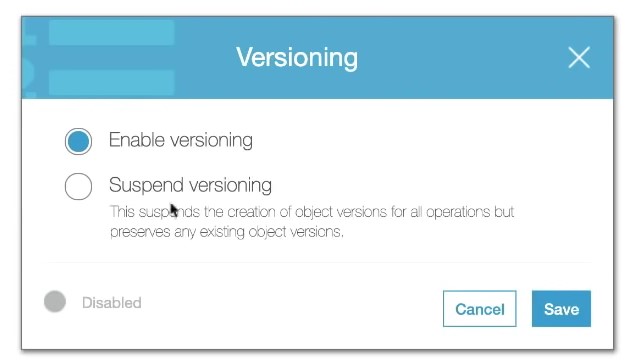 Versioning
Enable versioning
Suspend versioning
This suspends the creation of object versions for all operations but
preserves any existing object versions.
Disabled
Cancel
Save